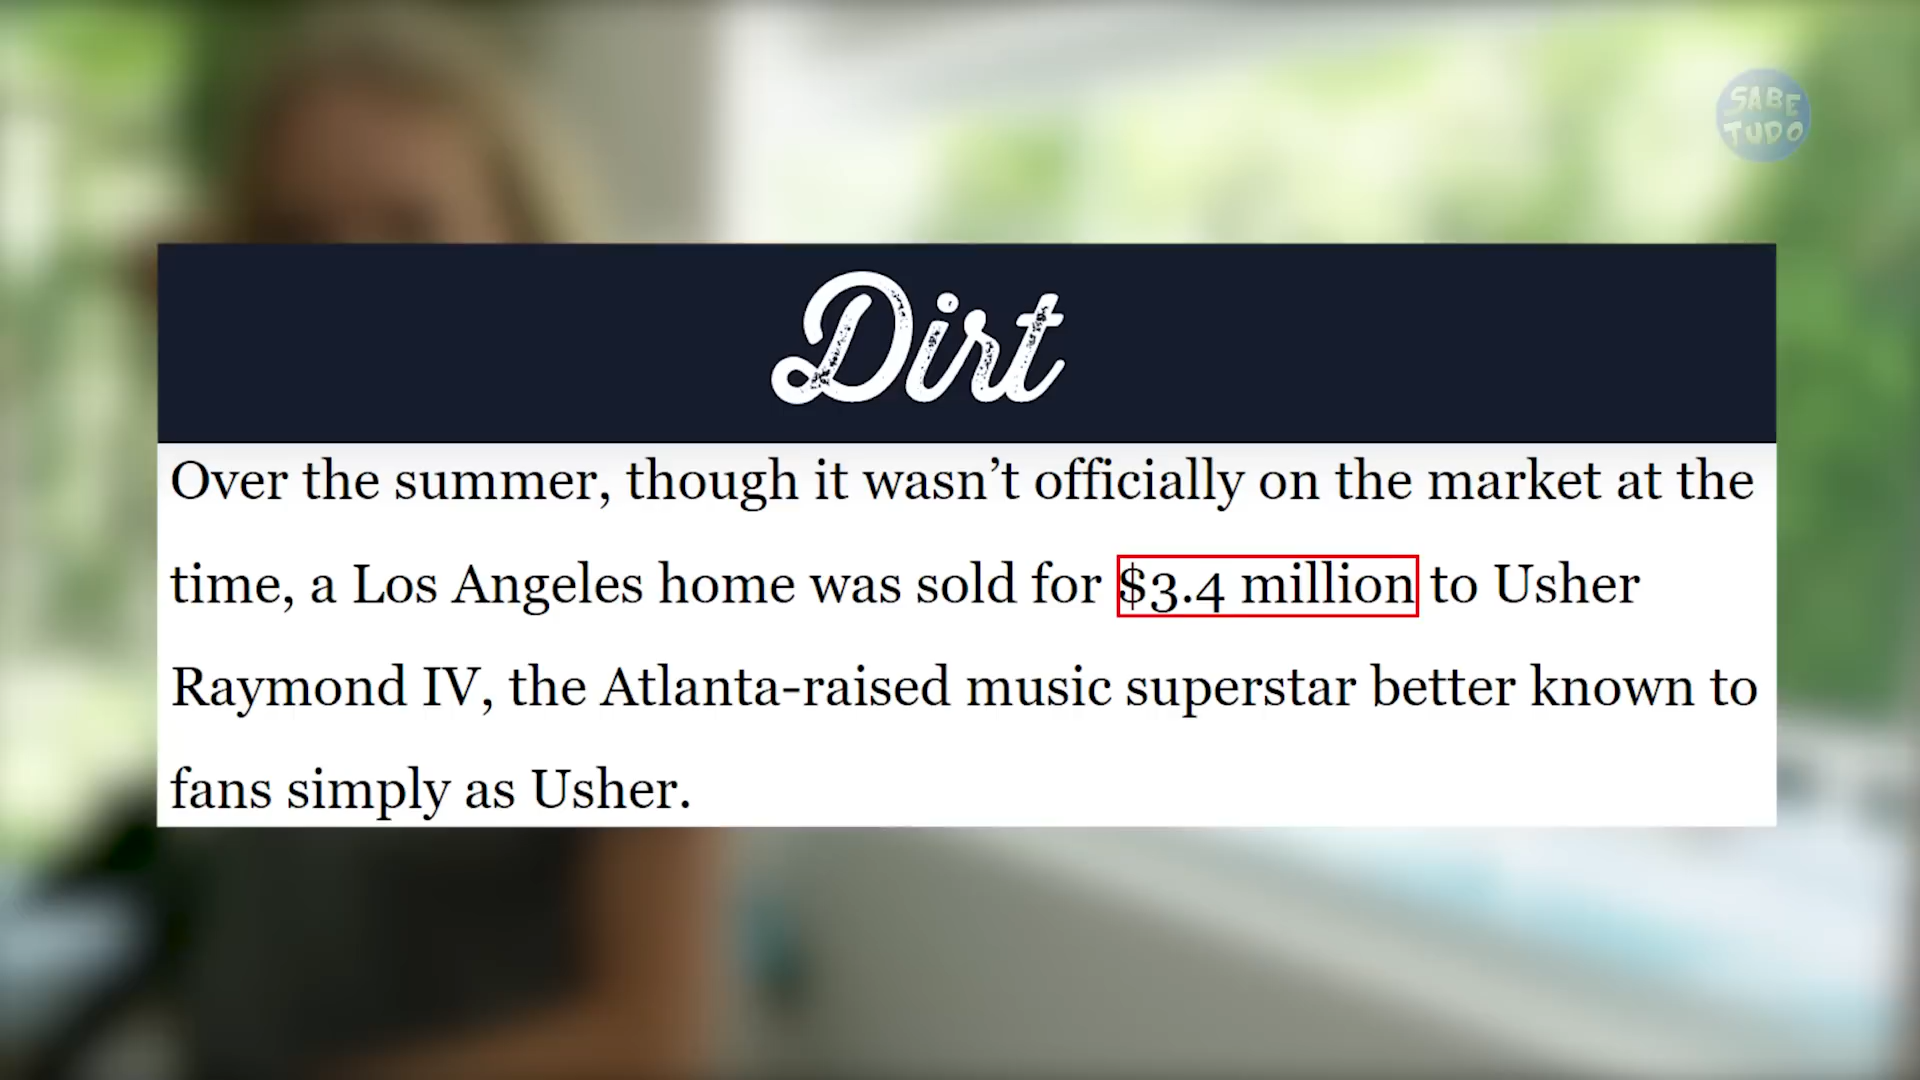 SABE
TUDO
Dirt
Over the summer, though it wasn’t officially on the market at the
time, a Los Angeles home was sold for $3.4 million to Usher
Raymond IV, the Atlanta-raised music superstar better known to
fans simply as Usher.